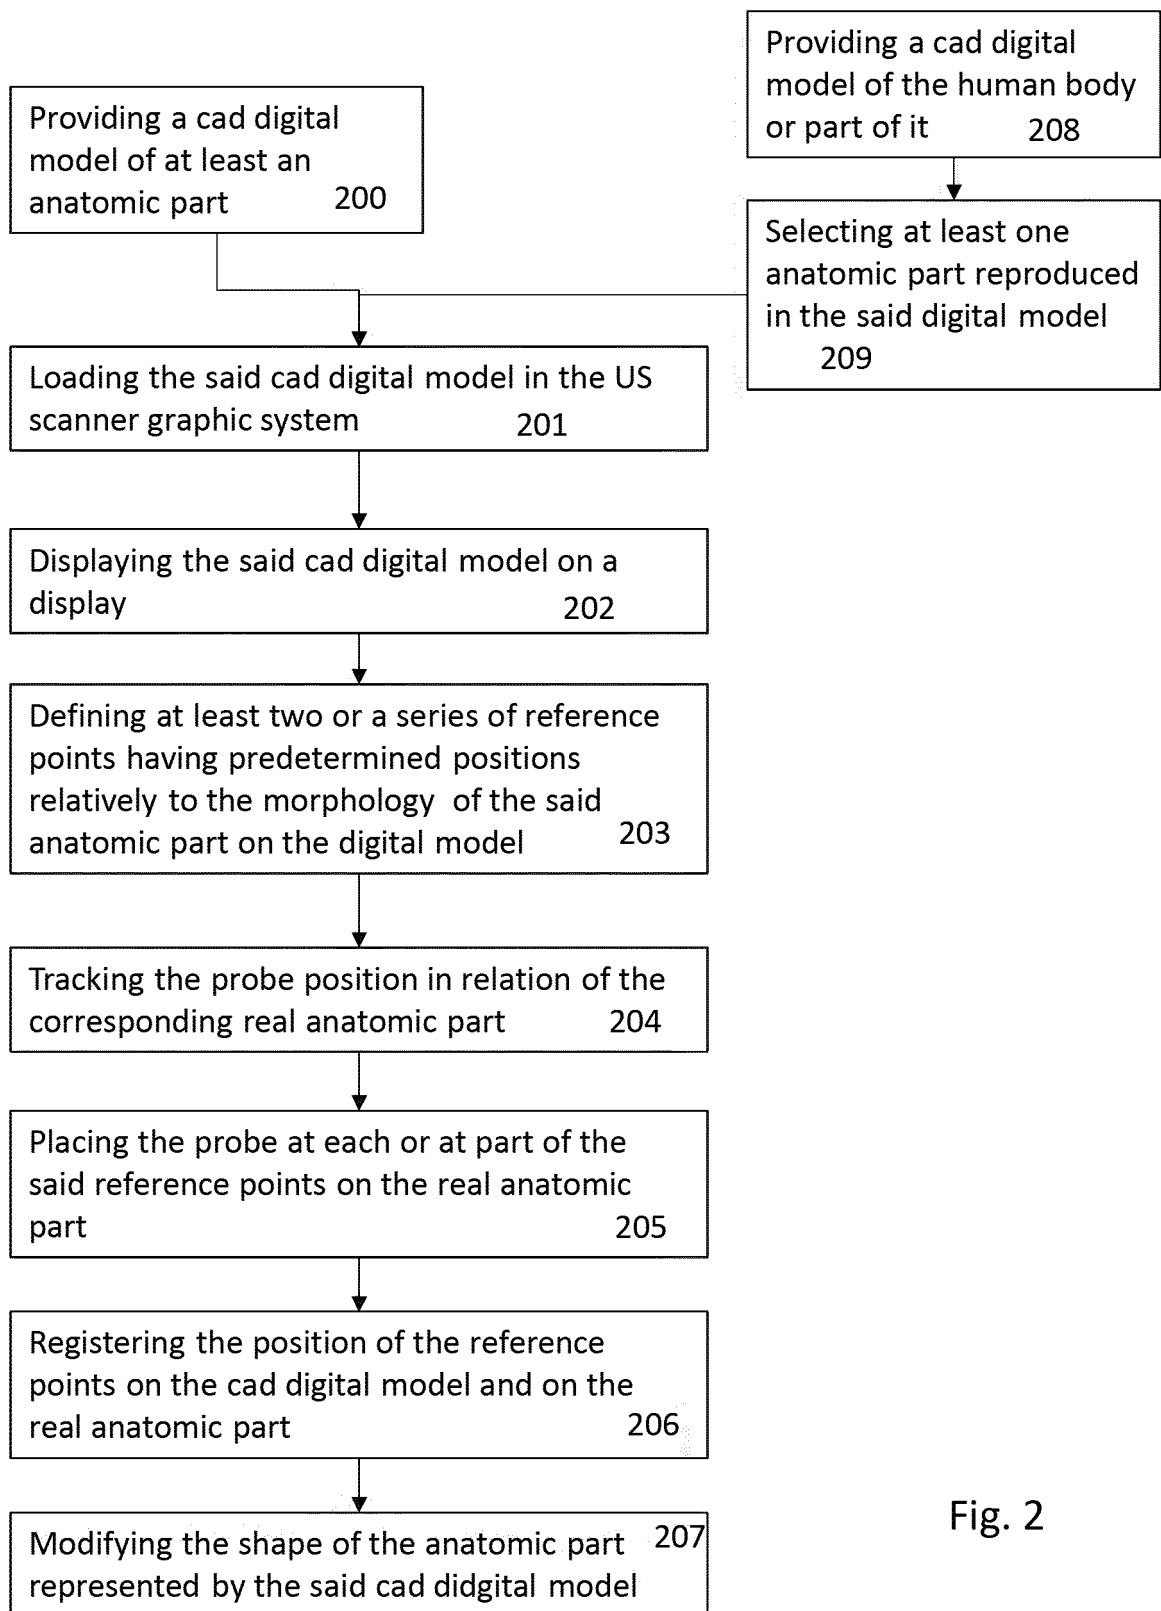 Providing a cad digital
model of the human body
or part of it 208
Providing a cad digital
model of at least an
anatomic part 200
Selecting at least one
anatomic part reproduced
in the said digital model
209
Loading the said cad digital model in the US
scanner graphic system 201
Displaying the said cad digital model on a
display 202
Defining at least two or a series of reference
points having predetermined positions
relatively to the morphology of the said
anatomic part on the digital model 203
Tracking the probe position in relation of the
corresponding real anatomic part 204
Placing the probe at each or at part of the
said reference points on the real anatomic
part 205
Registering the position of the reference
points on the cad digital model and on the
real anatomic part 206
Modifying the shape of the anatomic part 207
represented by the said cad didgital model
Fig. 2